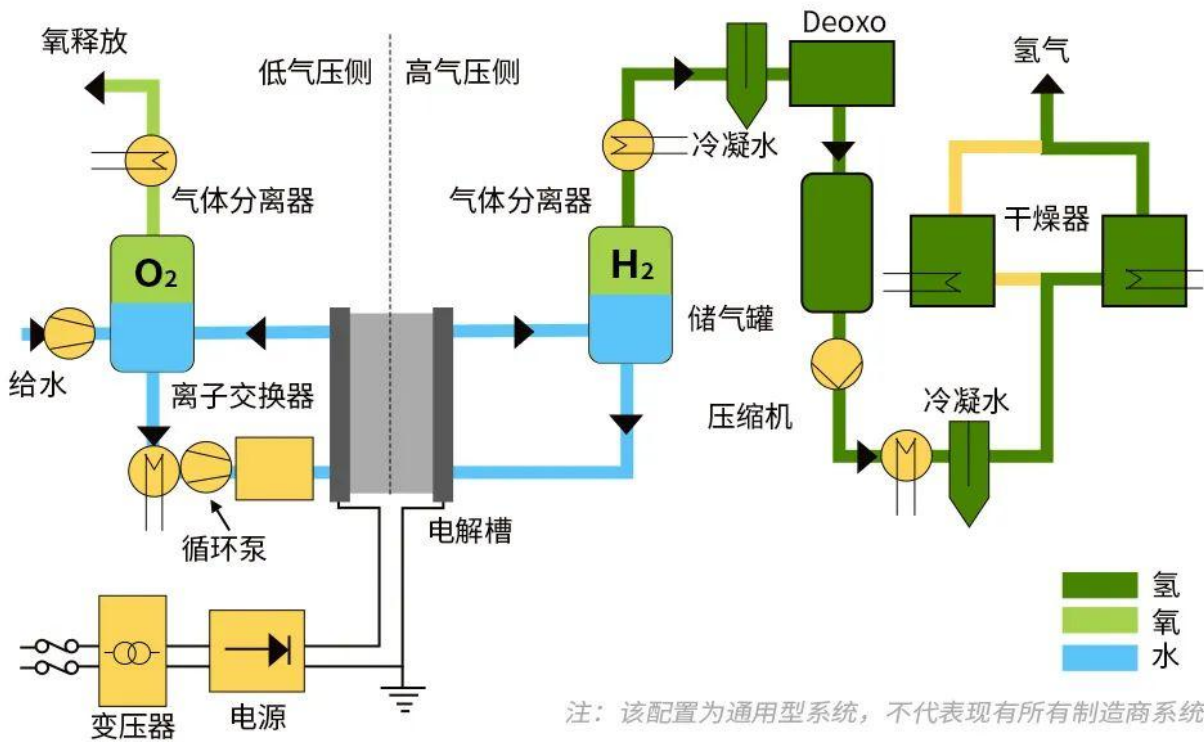 Deoxo
氧释放
低气压侧
高气压侧
氢气
冷凝水
气体分离器
气体分离器
干燥器
O₂
H₂
储气罐
给水
离子交换器
压缩机
冷凝水
循环泵
电解槽
氢
氧
水
变压器
电源
注：该配置为通用型系统，不代表现有所有制造商系统